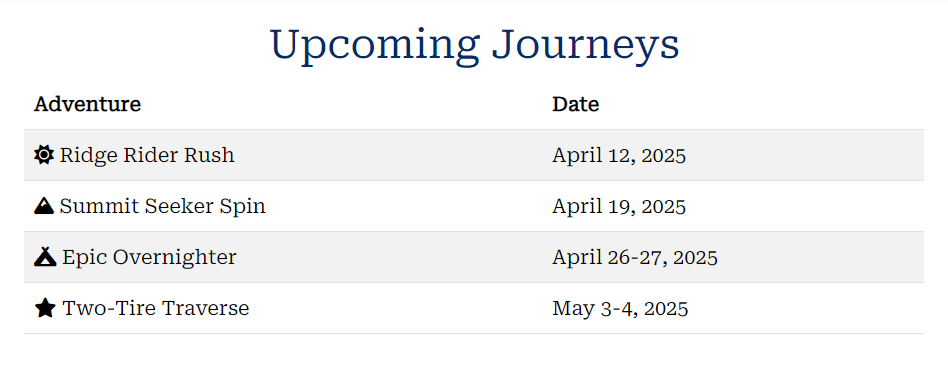 Upcoming Journeys
Adventure Date
Ridge Rider Rush April 12, 2025
Summit Seeker Spin April 19, 2025
Epic Overnighter April 26-27, 2025
Two-Tire Traverse May 3-4, 2025